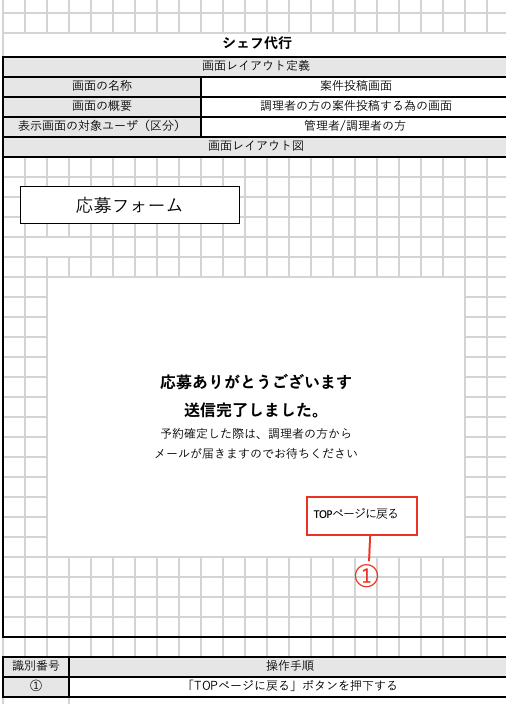 シェフ代行
画面レイアウト定義
画面の名称 案件投稿画面
画面の概要 調理者の方の案件投稿する為の画面
表示画面の対象ユーザ（区分） 管理者/調理者の方
画面レイアウト図
応募フォーム
応募ありがとうございます
送信完了しました。
予約確定した際は、調理者の方から
メールが届きますのでお待ちください
TOPページに戻る
①
識別番号 操作手順
① 「TOPページに戻る」ボタンを押下する